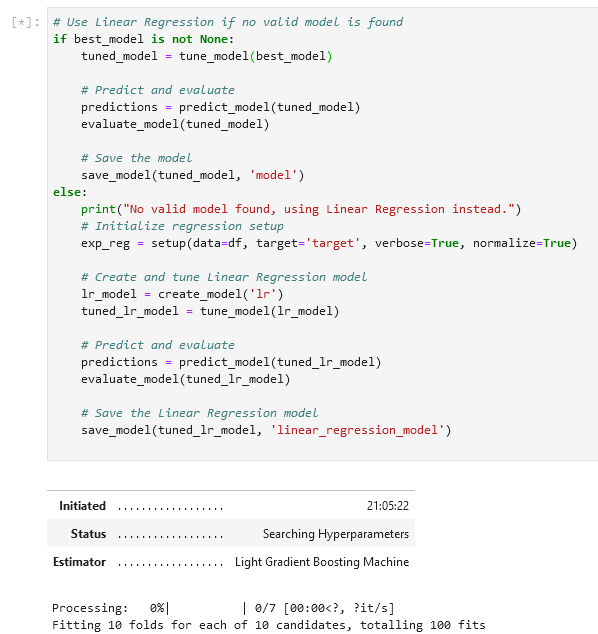 [*]: # Use Linear Regression if no valid model is found
if best_model is not None:
    tuned_model = tune_model(best_model)
    # Predict and evaluate
    predictions = predict_model(tuned_model)
    evaluate_model(tuned_model)
    # Save the model
    save_model(tuned_model, 'model')
else:
    print("No valid model found, using Linear Regression instead.")
    # Initialize regression setup
    exp_reg = setup(data=df, target='target', verbose=True, normalize=True)
    # Create and tune Linear Regression model
    lr_model = create_model('lr')
    tuned_lr_model = tune_model(lr_model)
    # Predict and evaluate
    predictions = predict_model(tuned_lr_model)
    evaluate_model(tuned_lr_model)
    # Save the Linear Regression model
    save_model(tuned_lr_model, 'linear_regression_model')
Initiated .................. 21:05:22
Status .................. Searching Hyperparameters
Estimator .................. Light Gradient Boosting Machine
Processing:   0%|          | 0/7 [00:00<?, ?it/s]
Fitting 10 folds for each of 10 candidates, totalling 100 fits